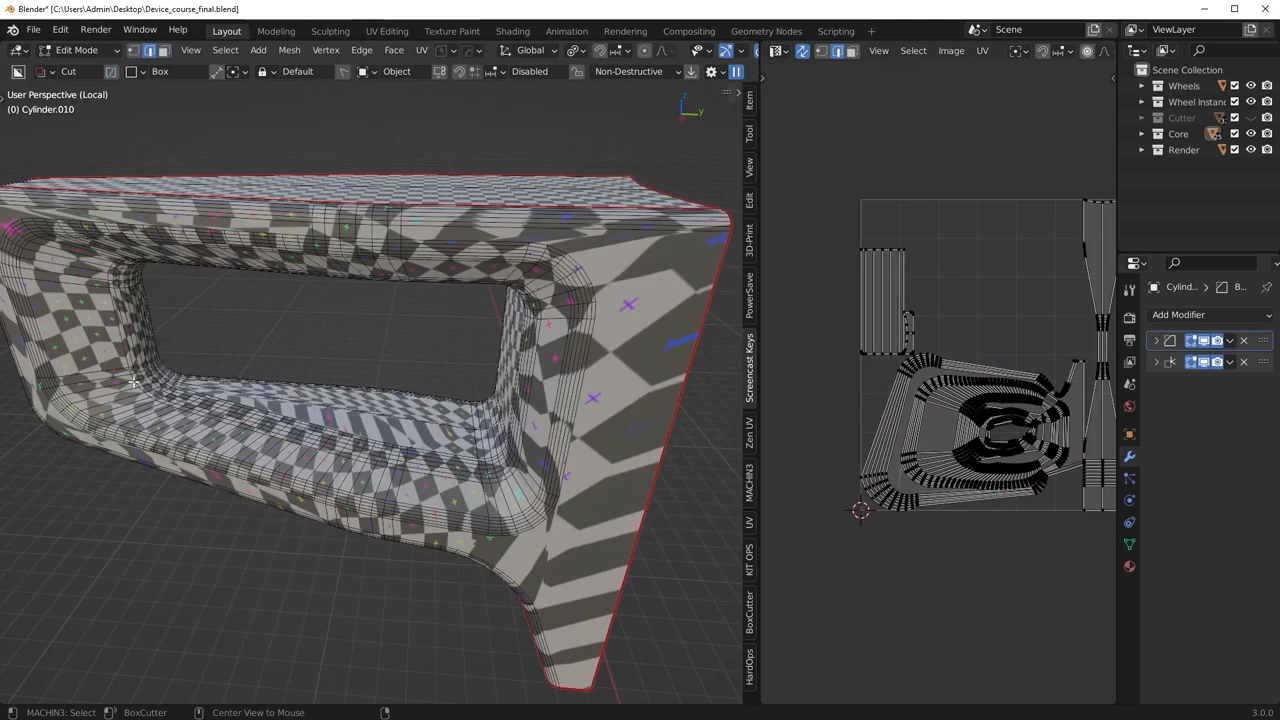 Blender* [C:\Users\Admin\Desktop\Device_course_final.blend]
File Edit Render Window Help Layout Modeling Sculpting UV Editing Texture Paint Shading Animation Rendering Compositing Geometry Nodes Scripting + Scene ViewLayer
Edit Mode View Select Add Mesh Vertex Edge Face UV Global View Select Image UV
Cut Box Default Object Disabled Non-Destructive
User Perspective (Local)
(0) Cylinder.010
z
y
Item
Tool
View
Edit
3D-Print
PowerSave
Screencast Keys
Zen UV
MACHIN3
UV
KIT OPS
BoxCutter
HardOps
Scene Collection
Wheels
Wheel Instanc
Cutter
Core
Render
Cylind... > B...
Add Modifier
MACHIN3: Select BoxCutter Center View to Mouse 3.0.0